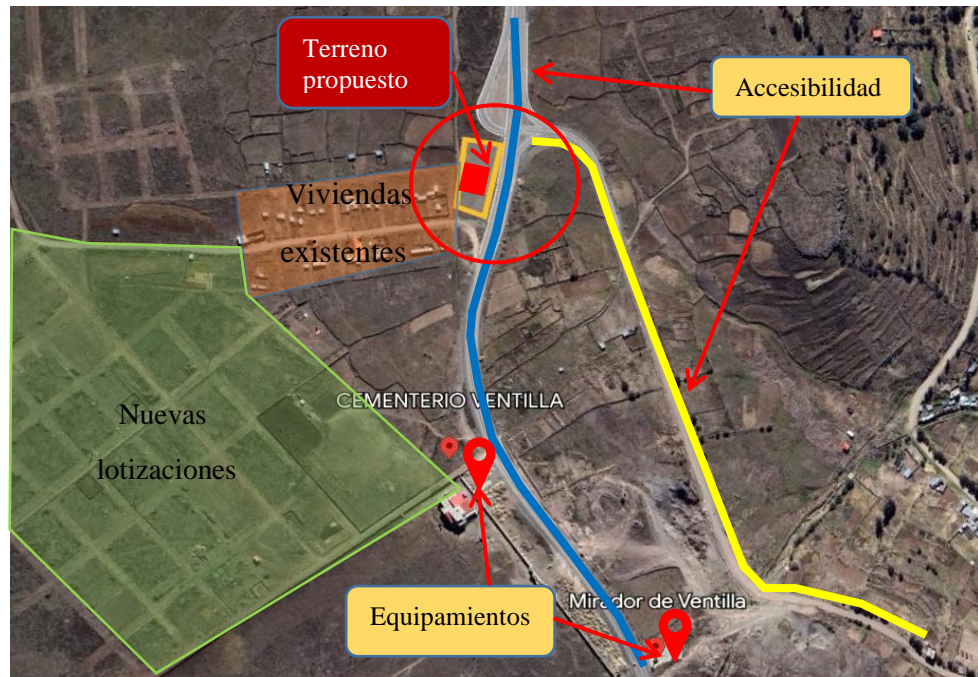 Terreno
propuesto
Accesibilidad
Viviendas
existentes
CEMENTERIO VENTILLA
Nuevas
lotizaciones
Equipamientos
Mirador de Ventilla